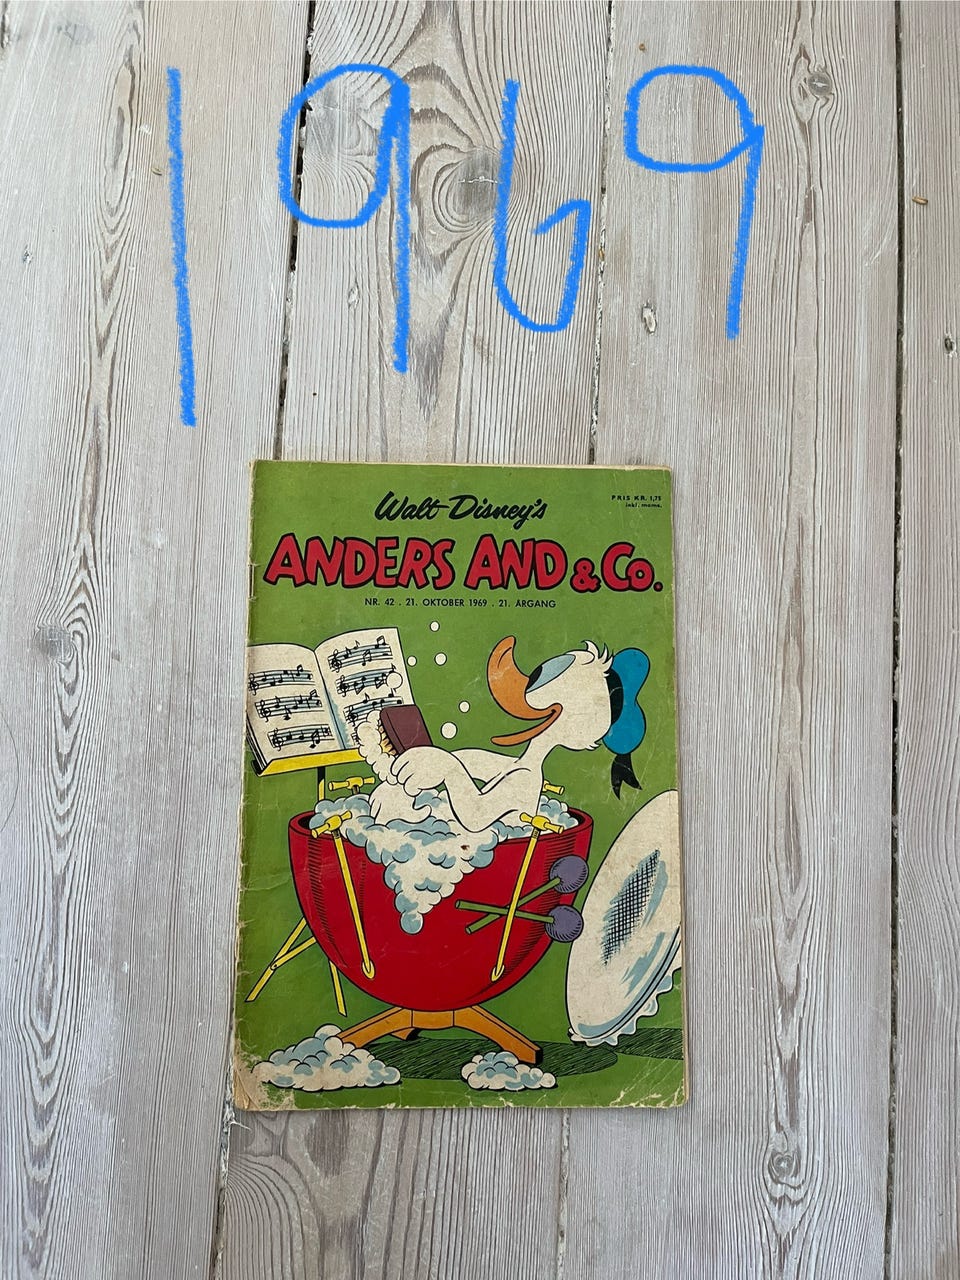 1969
Walt Disney's
PRIS KR. 1,75
inkl. moms.
ANDERS AND & Co.
NR. 42 . 21. OKTOBER 1969 . 21. ÅRGANG